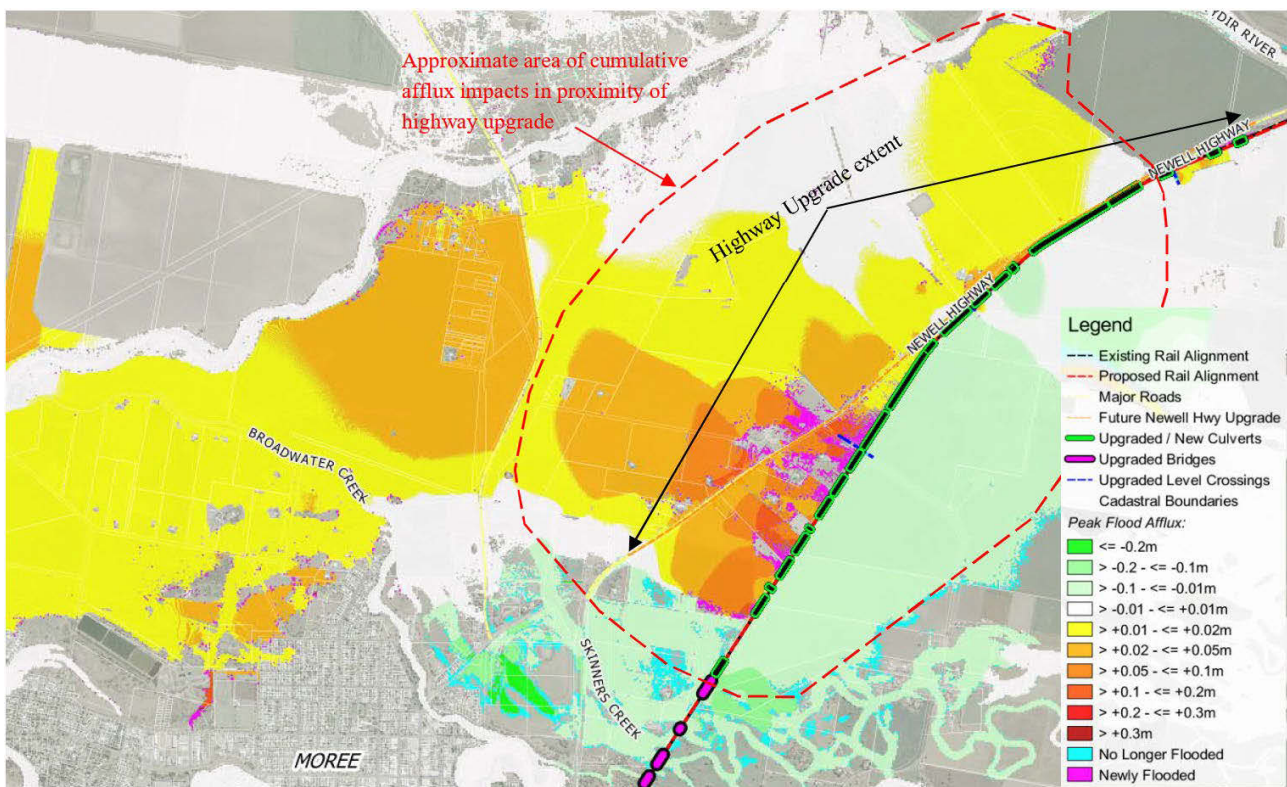 YDIR RIVER
Approximate area of cumulative
afflux impacts in proximity of
highway upgrade
NEWELL HIGHWAY
Highway Upgrade extent
NEWELL HIGHWAY
BROADWATER CREEK
SKINNERS CREEK
MOREE
Legend
Existing Rail Alignment
Proposed Rail Alignment
Major Roads
Future Newell Hwy Upgrade
Upgraded / New Culverts
Upgraded Bridges
Upgraded Level Crossings
Cadastral Boundaries
Peak Flood Afflux:
<= -0.2m
> -0.2 - <= -0.1m
> -0.1 - <= -0.01m
> -0.01 - <= +0.01m
> +0.01 - <= +0.02m
> +0.02 - <= +0.05m
> +0.05 - <= +0.1m
> +0.1 - <= +0.2m
> +0.2 - <= +0.3m
> +0.3m
No Longer Flooded
Newly Flooded